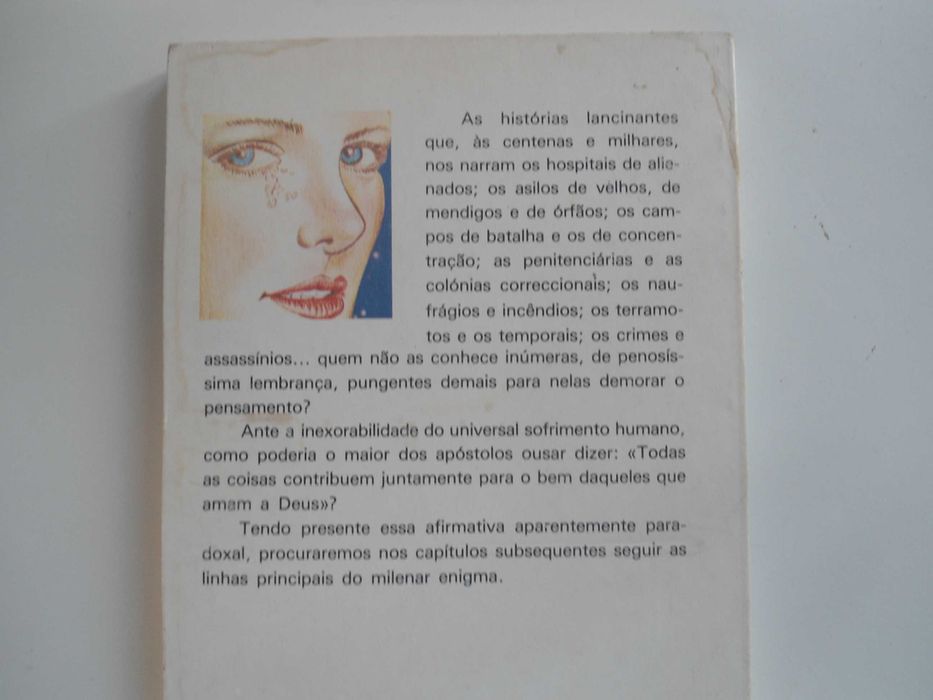 As histórias lancinantes
que, às centenas e milhares,
nos narram os hospitais de alie-
nados; os asilos de velhos, de
mendigos e de órfãos; os cam-
pos de batalha e os de concen-
tração; as penitenciárias e as
colónias correccionais; os nau-
frágios e incêndios; os terramo-
tos e os temporais; os crimes e
assassínios... quem não as conhece inúmeras, de penosís-
sima lembrança, pungentes demais para nelas demorar o
pensamento?
Ante a inexorabilidade do universal sofrimento humano,
como poderia o maior dos apóstolos ousar dizer: «Todas
as coisas contribuem juntamente para o bem daqueles que
amam a Deus»?
Tendo presente essa afirmativa aparentemente para-
doxal, procuraremos nos capítulos subsequentes seguir as
linhas principais do milenar enigma.